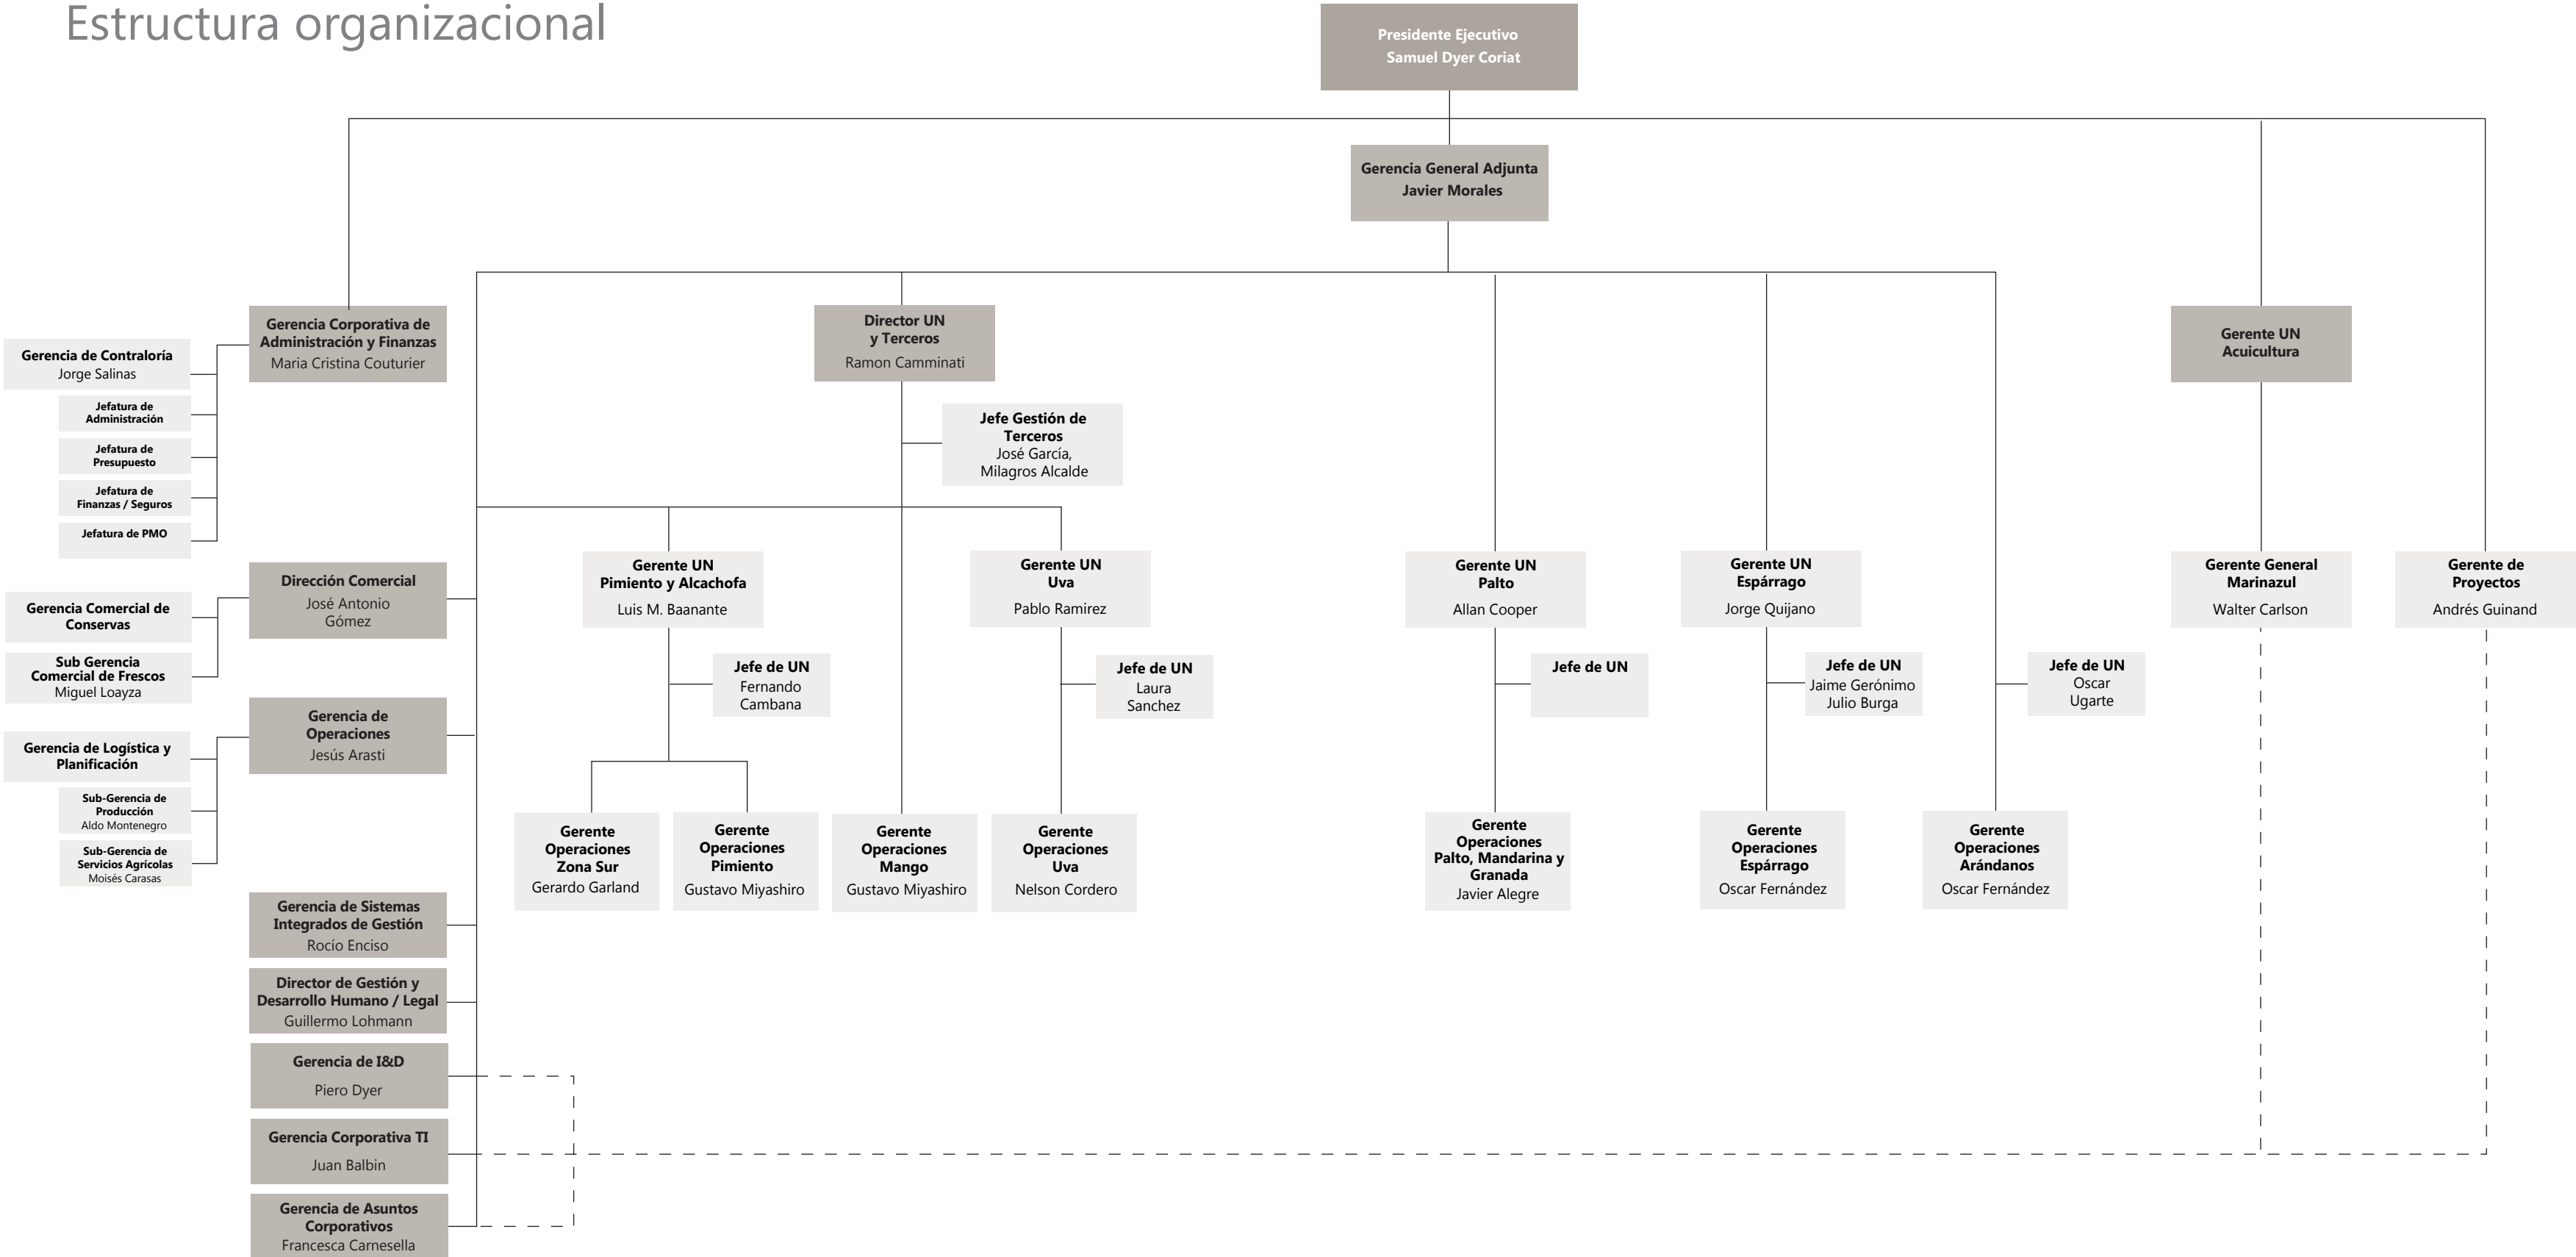 Estructura organizacional
Presidente Ejecutivo
Samuel Dyer Coriat
Gerencia General Adjunta
Javier Morales
Gerencia Corporativa de
Administración y Finanzas
Maria Cristina Couturier
Gerencia de Contraloría
Jorge Salinas
Jefatura de
Administración
Jefatura de
Presupuesto
Jefatura de
Finanzas / Seguros
Jefatura de PMO
Dirección Comercial
José Antonio
Gómez
Gerencia Comercial de
Conservas
Sub Gerencia
Comercial de Frescos
Miguel Loayza
Gerencia de
Operaciones
Jesús Arasti
Gerencia de Logística y
Planificación
Sub-Gerencia de
Producción
Aldo Montenegro
Sub-Gerencia de
Servicios Agrícolas
Moisés Carasas
Gerencia de Sistemas
Integrados de Gestión
Rocío Enciso
Director de Gestión y
Desarrollo Humano / Legal
Guillermo Lohmann
Gerencia de I&D
Piero Dyer
Gerencia Corporativa TI
Juan Balbin
Gerencia de Asuntos
Corporativos
Francesca Carnesella
Director UN
y Terceros
Ramon Camminati
Jefe Gestión de
Terceros
José García,
Milagros Alcalde
Gerente UN
Pimiento y Alcachofa
Luis M. Baanante
Jefe de UN
Fernando
Cambana
Gerente
Operaciones
Zona Sur
Gerardo Garland
Gerente
Operaciones
Pimiento
Gustavo Miyashiro
Gerente
Operaciones
Mango
Gustavo Miyashiro
Gerente UN
Uva
Pablo Ramirez
Jefe de UN
Laura
Sanchez
Gerente
Operaciones
Uva
Nelson Cordero
Gerente UN
Palto
Allan Cooper
Jefe de UN
Gerente
Operaciones
Palto, Mandarina y
Granada
Javier Alegre
Gerente UN
Espárrago
Jorge Quijano
Jefe de UN
Jaime Gerónimo
Julio Burga
Gerente
Operaciones
Espárrago
Oscar Fernández
Jefe de UN
Oscar
Ugarte
Gerente
Operaciones
Arándanos
Oscar Fernández
Gerente UN
Acuicultura
Gerente General
Marinazul
Walter Carlson
Gerente de
Proyectos
Andrés Guinand